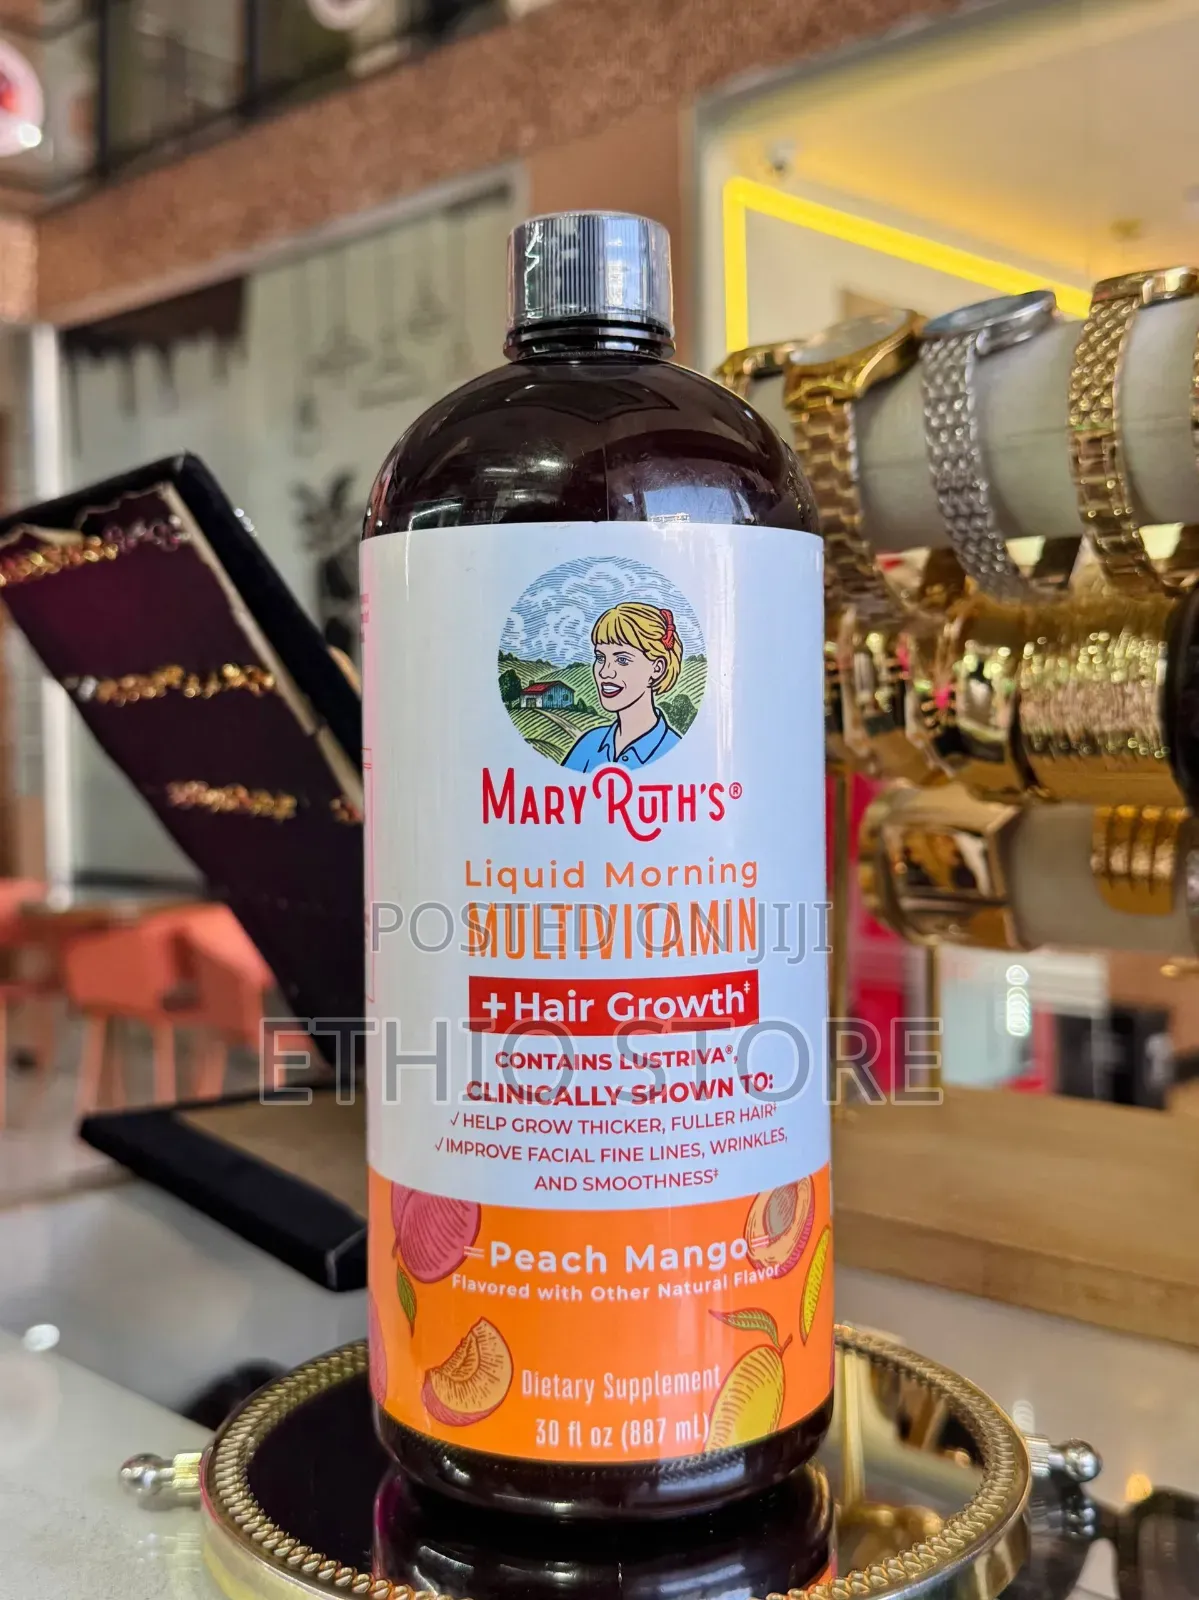 MARY RUTH'S®
Liquid Morning
MULTIVITAMIN
POSTED ON JIJI
+Hair Growth‡
ETHIO STORE
CONTAINS LUSTRIVA®,
CLINICALLY SHOWN TO:
√ HELP GROW THICKER, FULLER HAIR‡
√ IMPROVE FACIAL FINE LINES, WRINKLES,
AND SMOOTHNESS‡
Peach Mango
Flavored with Other Natural Flavor
Dietary Supplement
30 fl oz (887 mL)